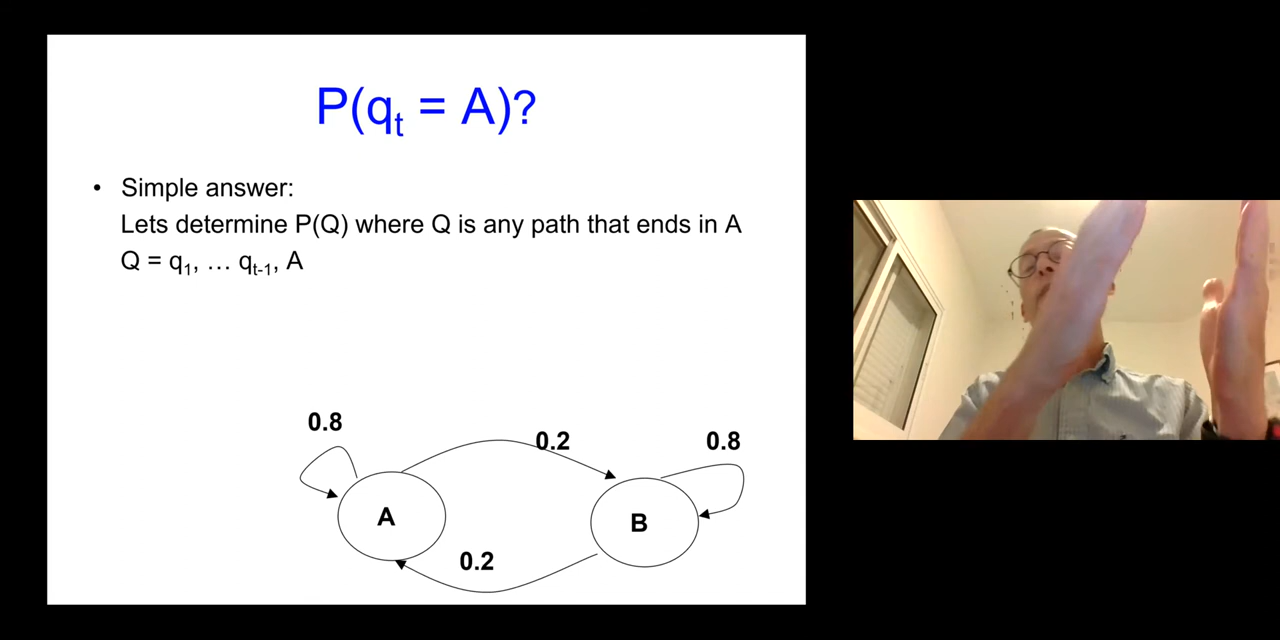 P(qt = A)?
• Simple answer:
Lets determine P(Q) where Q is any path that ends in A
Q = q1, … qt-1, A
0.8
0.2
0.8
A
B
0.2